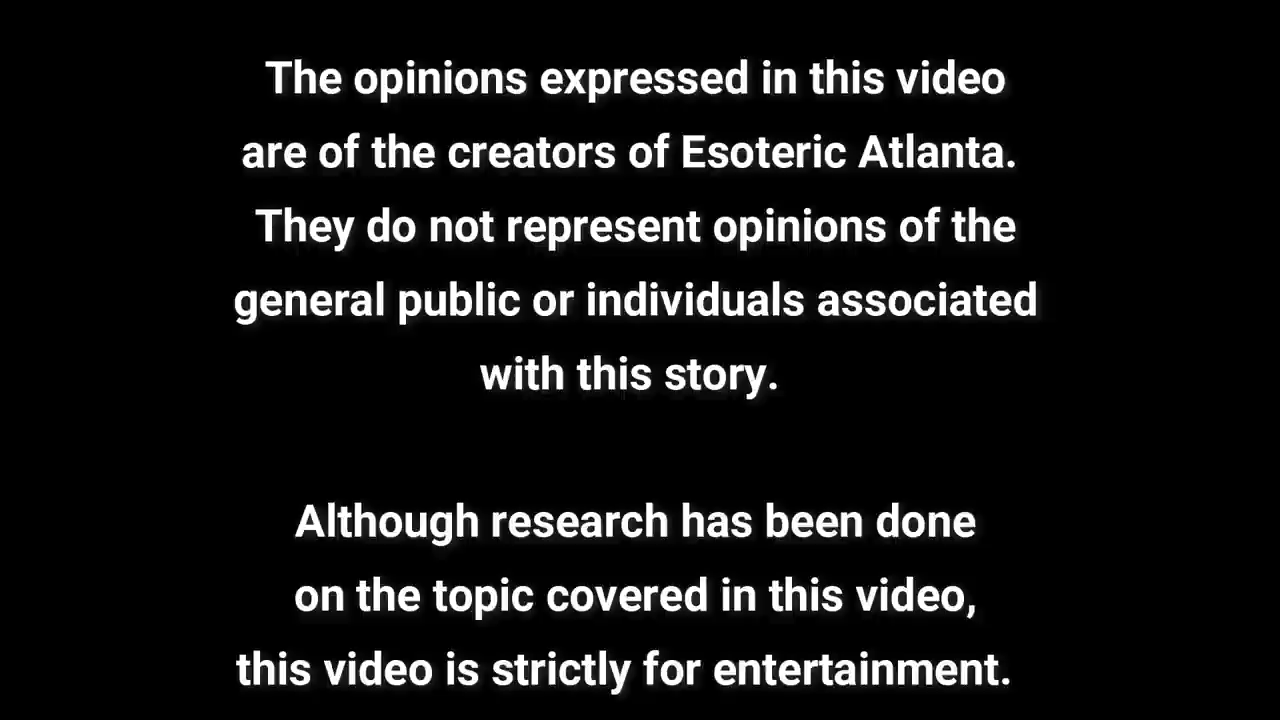 The opinions expressed in this video
are of the creators of Esoteric Atlanta.
They do not represent opinions of the
general public or individuals associated
with this story.
Although research has been done
on the topic covered in this video,
this video is strictly for entertainment.